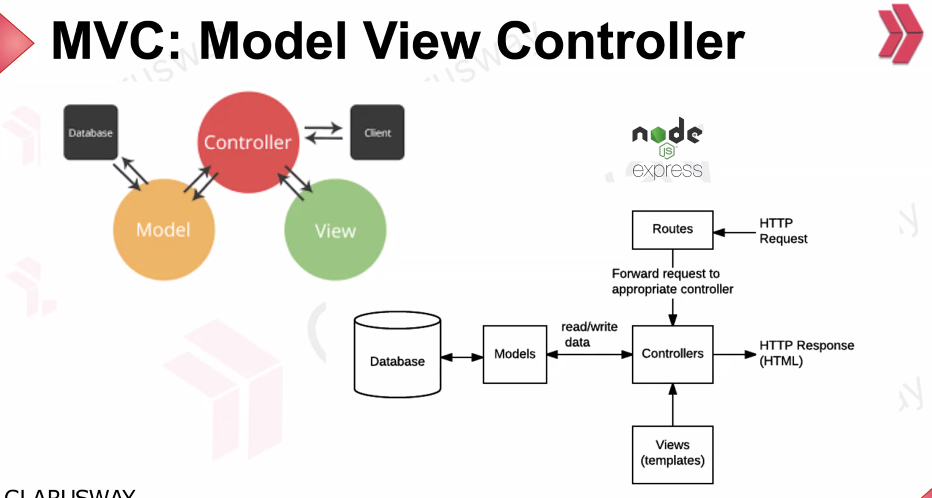 MVC: Model View Controller
Database
Controller
Client
Model
View
node
JS
express
Routes
HTTP
Request
Forward request to
appropriate controller
Database
Models
read/write
data
Controllers
HTTP Response
(HTML)
Views
(templates)
CLARUSWAY